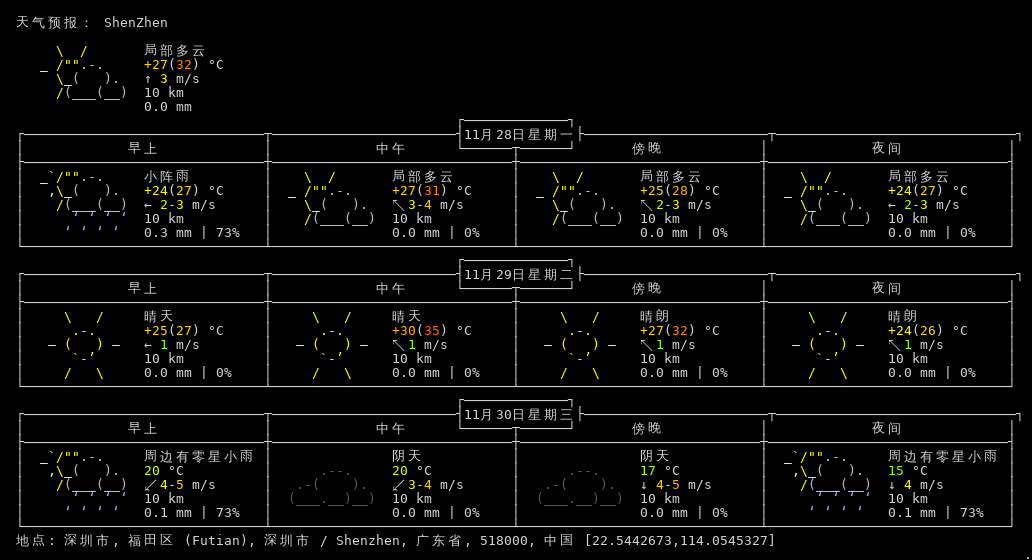 天气预报： ShenZhen
局部多云
+27(32) °C
↑ 3 m/s
10 km
0.0 mm
11月28日星期一
早上 中午 傍晚 夜间
小阵雨 局部多云 局部多云 局部多云
+24(27) °C +27(31) °C +25(28) °C +24(27) °C
← 2-3 m/s ↖ 3-4 m/s ↖ 2-3 m/s ← 2-3 m/s
10 km 10 km 10 km 10 km
0.3 mm | 73% 0.0 mm | 0% 0.0 mm | 0% 0.0 mm | 0%
11月29日星期二
早上 中午 傍晚 夜间
晴天 晴天 晴朗 晴朗
+25(27) °C +30(35) °C +27(32) °C +24(26) °C
← 1 m/s ↖ 1 m/s ↖ 1 m/s ↖ 1 m/s
10 km 10 km 10 km 10 km
0.0 mm | 0% 0.0 mm | 0% 0.0 mm | 0% 0.0 mm | 0%
11月30日星期三
早上 中午 傍晚 夜间
周边有零星小雨 阴天 阴天 周边有零星小雨
20 °C 20 °C 17 °C 15 °C
↙ 4-5 m/s ↙ 3-4 m/s ↓ 4-5 m/s ↓ 4 m/s
10 km 10 km 10 km 10 km
0.1 mm | 73% 0.0 mm | 0% 0.0 mm | 0% 0.1 mm | 73%
地点: 深圳市, 福田区 (Futian), 深圳市 / Shenzhen, 广东省, 518000, 中国 [22.5442673,114.0545327]